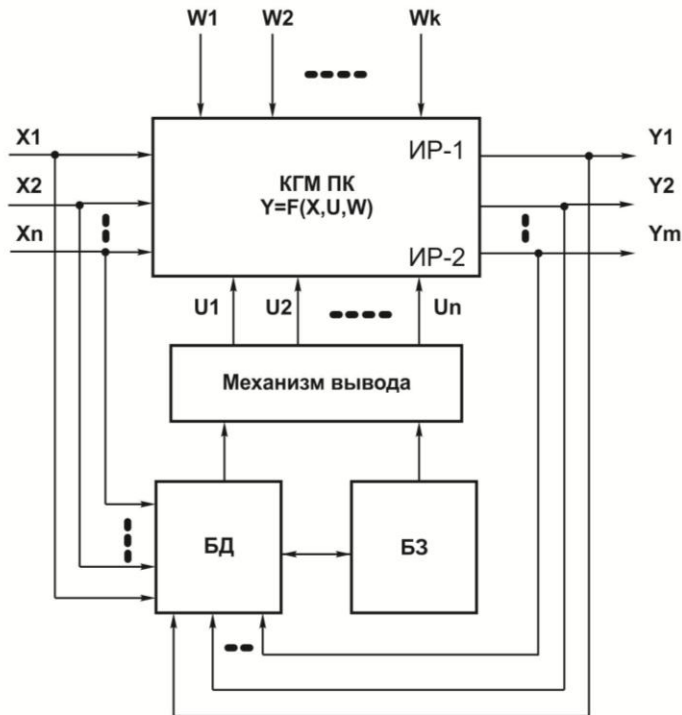 W1 W2 Wk
X1 ИР-1 Y1
X2 КГМ ПК Y2
Y=F(X,U,W)
Xn ИР-2 Ym
U1 U2 Un
Механизм вывода
БД БЗ